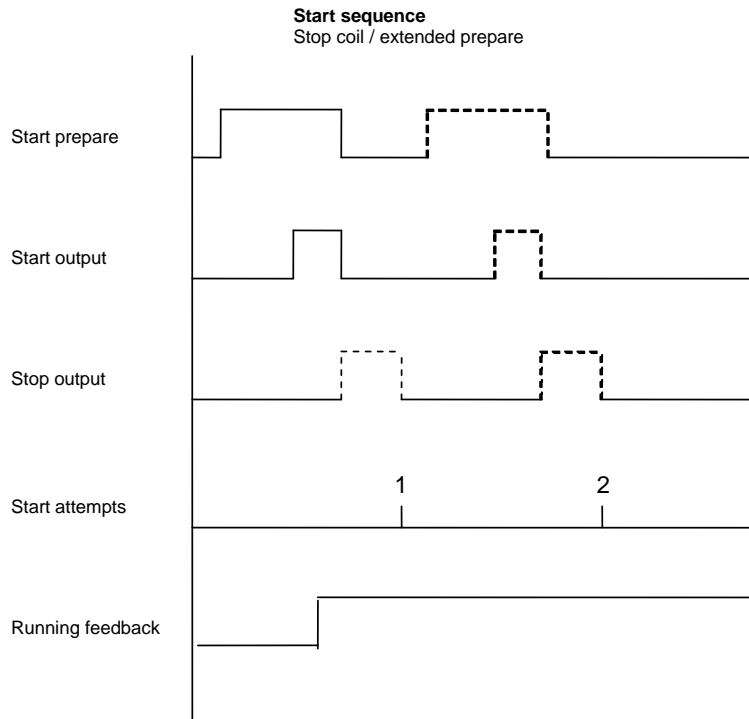 Start sequence
Stop coil / extended prepare
Start prepare
Start output
Stop output
1
2
Start attempts
Running feedback